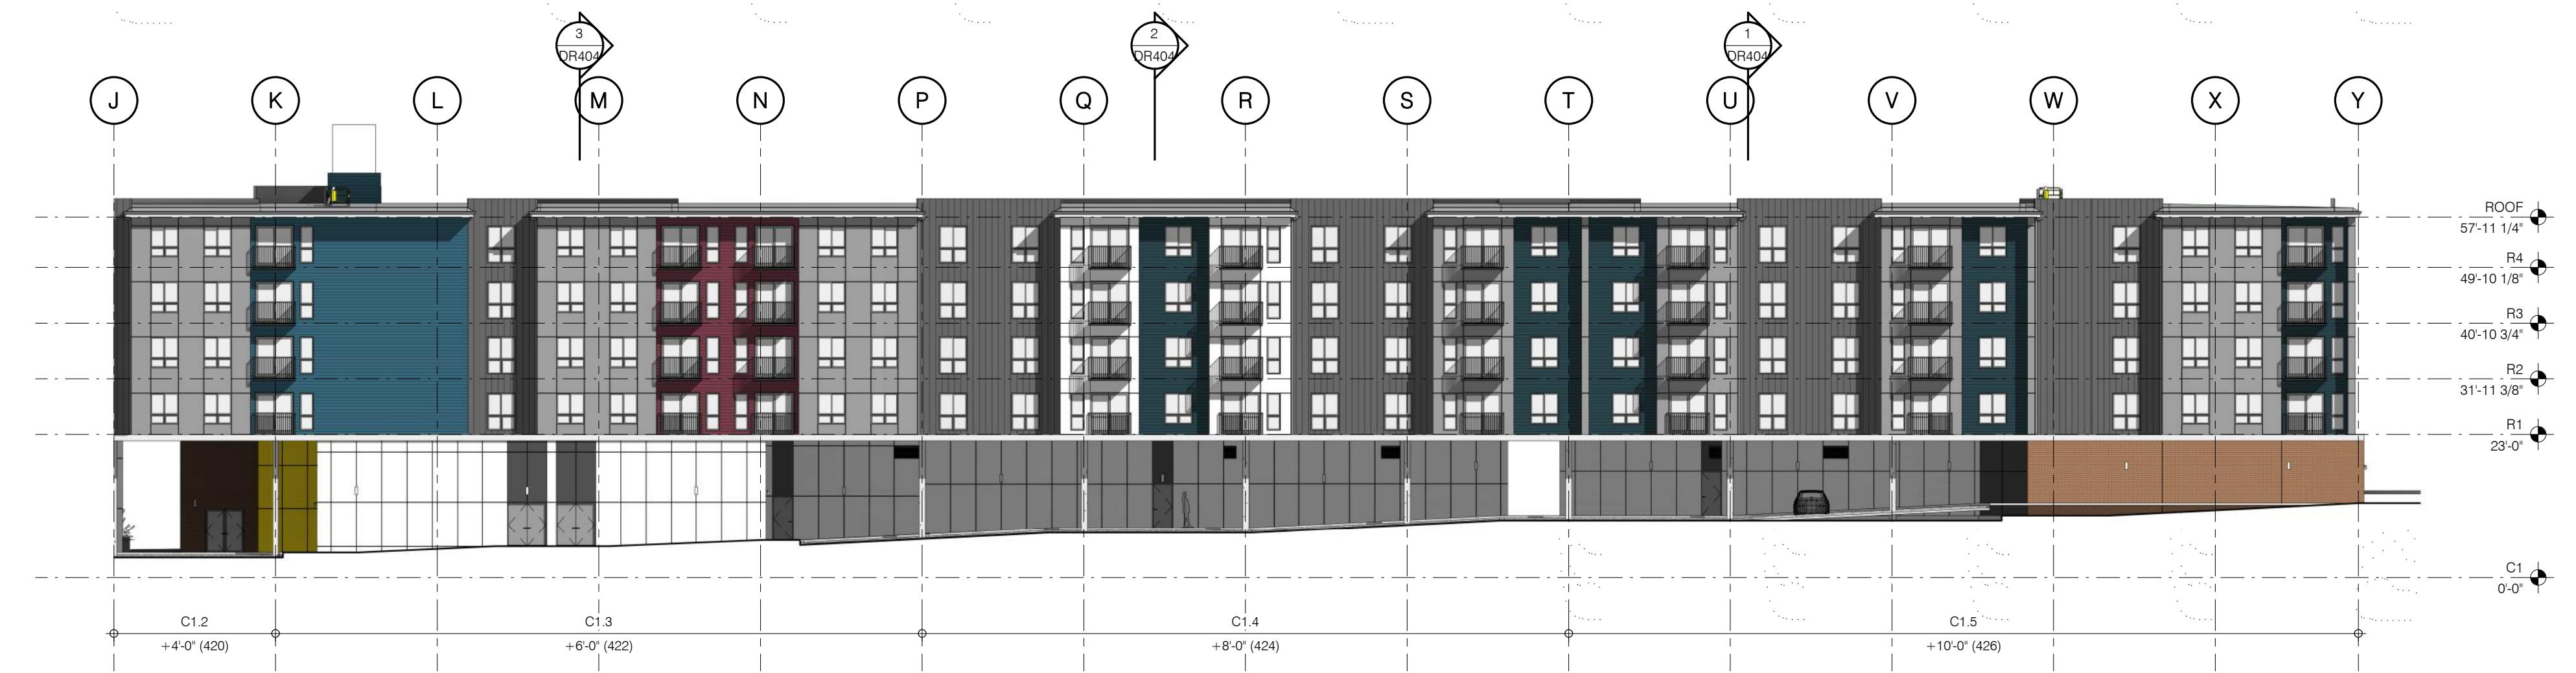 3
DR404
2
DR404
1
DR404
J K L M N P Q R S T U V W X Y
ROOF
57'-11 1/4"
R4
49'-10 1/8"
R3
40'-10 3/4"
R2
31'-11 3/8"
R1
23'-0"
C1
0'-0"
C1.2 C1.3 C1.4 C1.5
+4'-0" (420) +6'-0" (422) +8'-0" (424) +10'-0" (426)